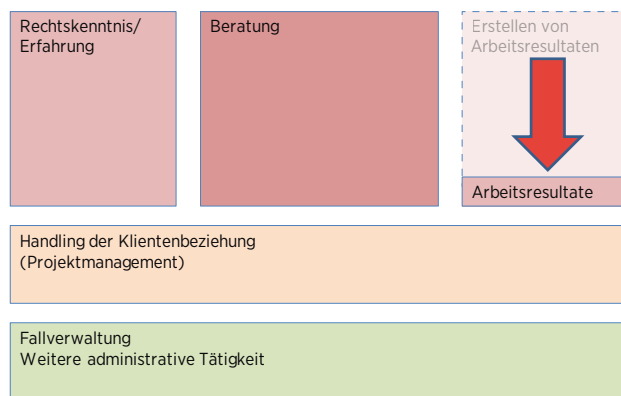 Rechtskenntnis/
Erfahrung
Beratung
Erstellen von
Arbeitsresultaten
Arbeitsresultate
Handling der Klientenbeziehung
(Projektmanagement)
Fallverwaltung
Weitere administrative Tätigkeit